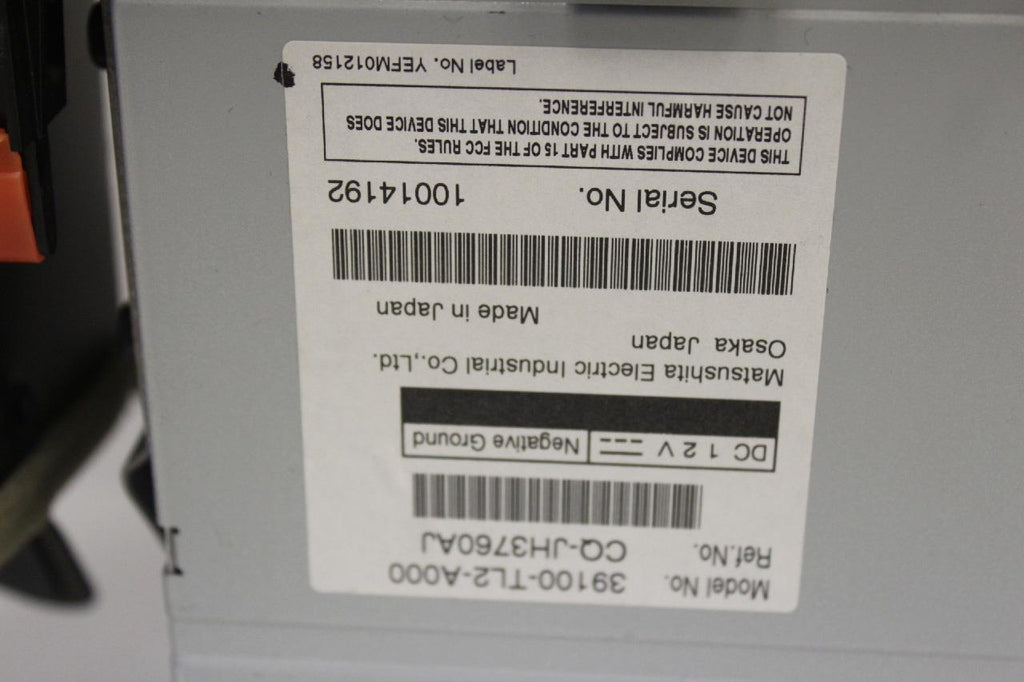 Model No. 39100-TL2-A000
Ref.No. CQ-JH3760AJ
DC 12V Negative Ground
Matsushita Electric Industrial Co.,Ltd.
Osaka Japan
Made in Japan
Serial No. 10014192
THIS DEVICE COMPLIES WITH PART 15 OF THE FCC RULES.
OPERATION IS SUBJECT TO THE CONDITION THAT THIS DEVICE DOES
NOT CAUSE HARMFUL INTERFERENCE.
Label No. YEFM012158